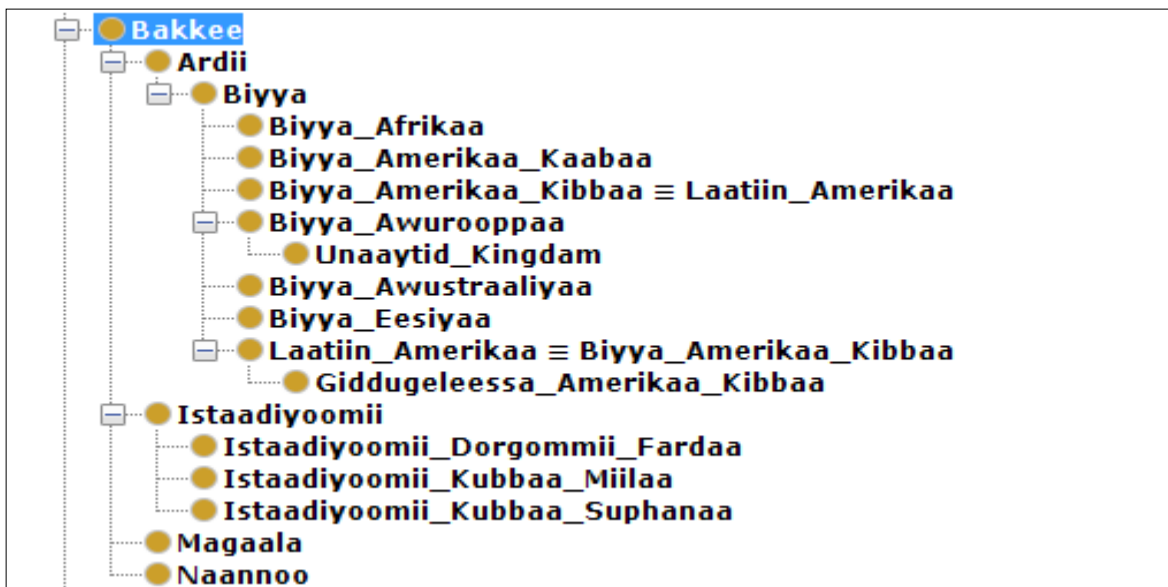 Bakkee
Ardii
Biyya
Biyya_Afrikaa
Biyya_Amerikaa_Kaabaa
Biyya_Amerikaa_Kibbaa ≡ Laatiin_Amerikaa
Biyya_Awurooppaa
Unaaytid_Kingdam
Biyya_Awustraaliyaa
Biyya_Eesiyaa
Laatiin_Amerikaa ≡ Biyya_Amerikaa_Kibbaa
Giddugeleessa_Amerikaa_Kibbaa
Istaadiyoomii
Istaadiyoomii_Dorgommii_Fardaa
Istaadiyoomii_Kubbaa_Miilaa
Istaadiyoomii_Kubbaa_Suphanaa
Magaala
Naannoo